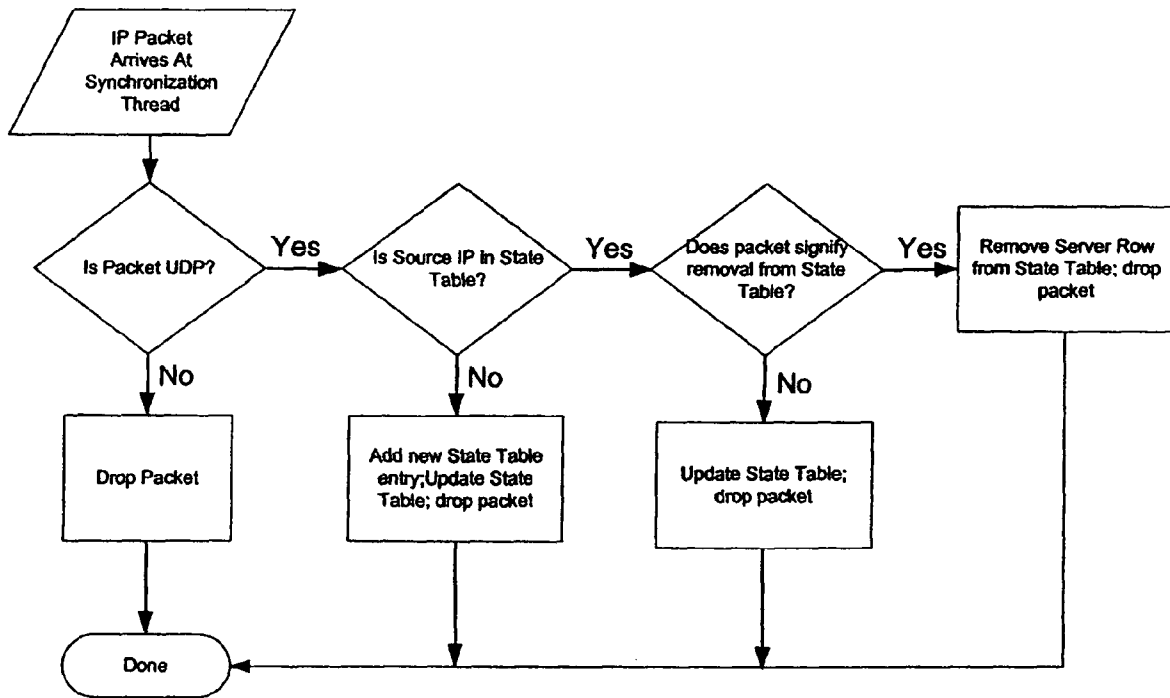 IP Packet
Arrives At
Synchronization
Thread
Is Packet UDP?
Yes
Is Source IP in State
Table?
Yes
Does packet signify
removal from State
Table?
Yes
Remove Server Row
from State Table; drop
packet
No
No
No
Drop Packet
Add new State Table
entry;Update State
Table; drop packet
Update State Table;
drop packet
Done